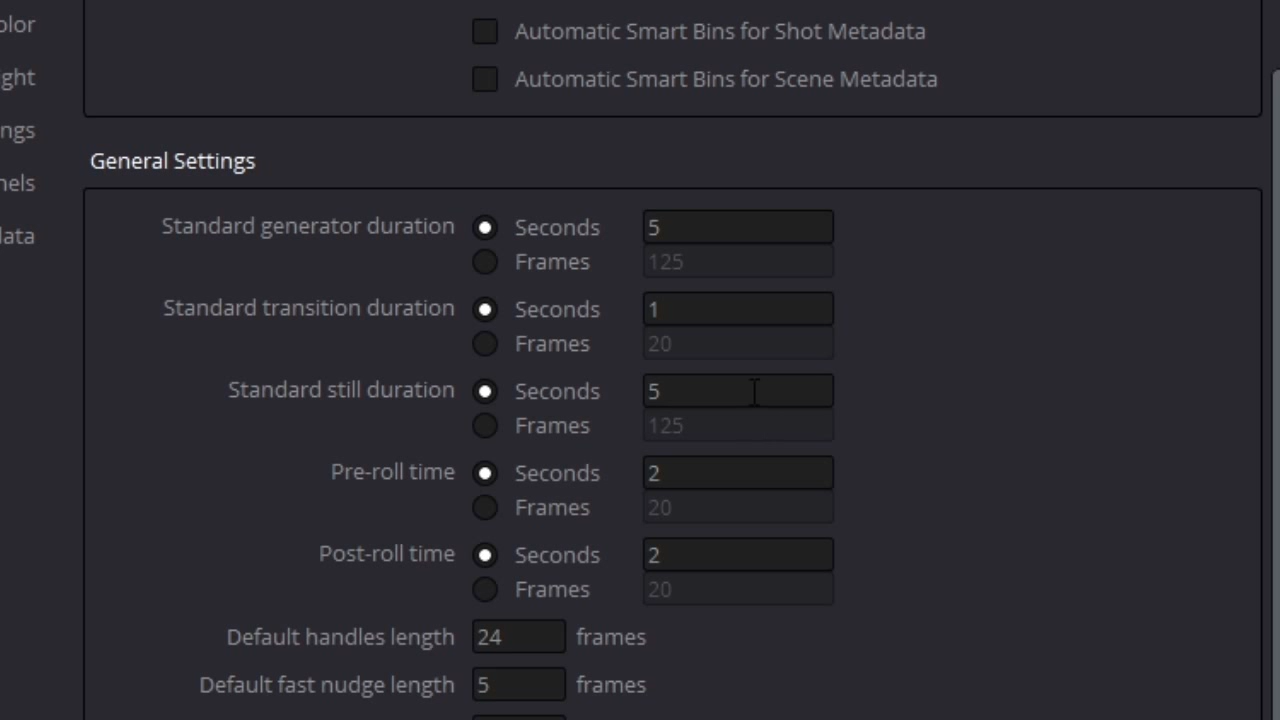 olor
Automatic Smart Bins for Shot Metadata
ght
Automatic Smart Bins for Scene Metadata
ngs
General Settings
nels
lata
Standard generator duration Seconds 5
Frames 125
Standard transition duration Seconds 1
Frames 20
Standard still duration Seconds 5
Frames 125
Pre-roll time Seconds 2
Frames 20
Post-roll time Seconds 2
Frames 20
Default handles length 24 frames
Default fast nudge length 5 frames